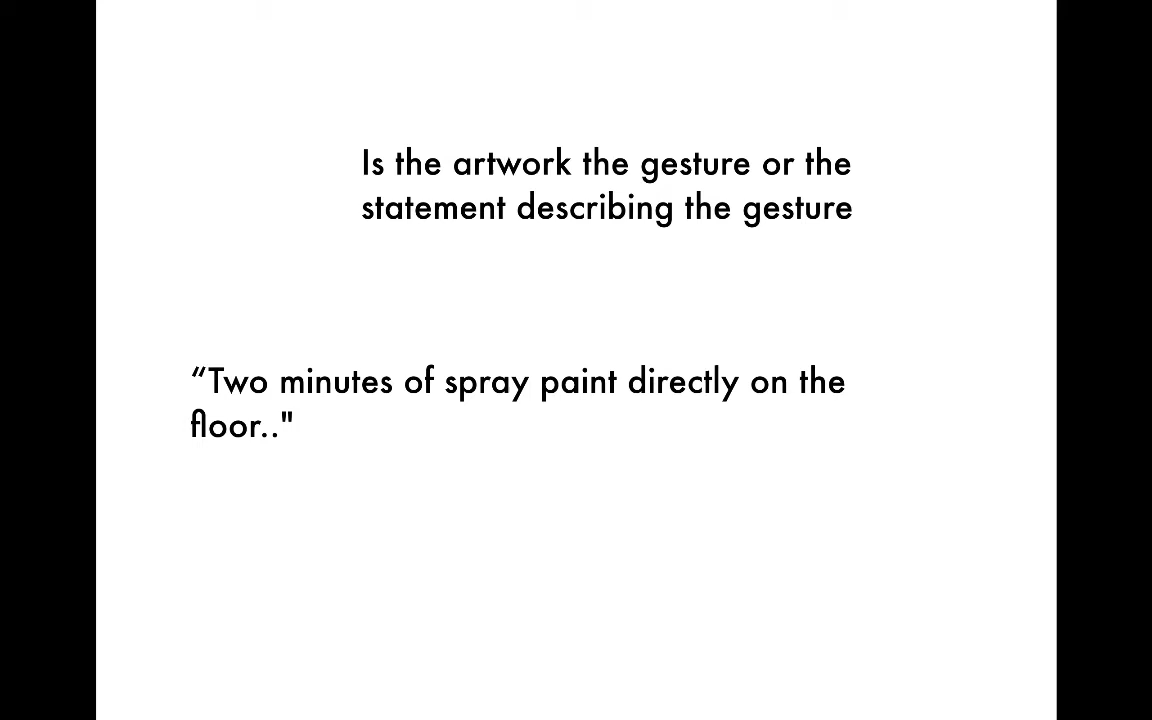 Is the artwork the gesture or the
statement describing the gesture
“Two minutes of spray paint directly on the
floor.."